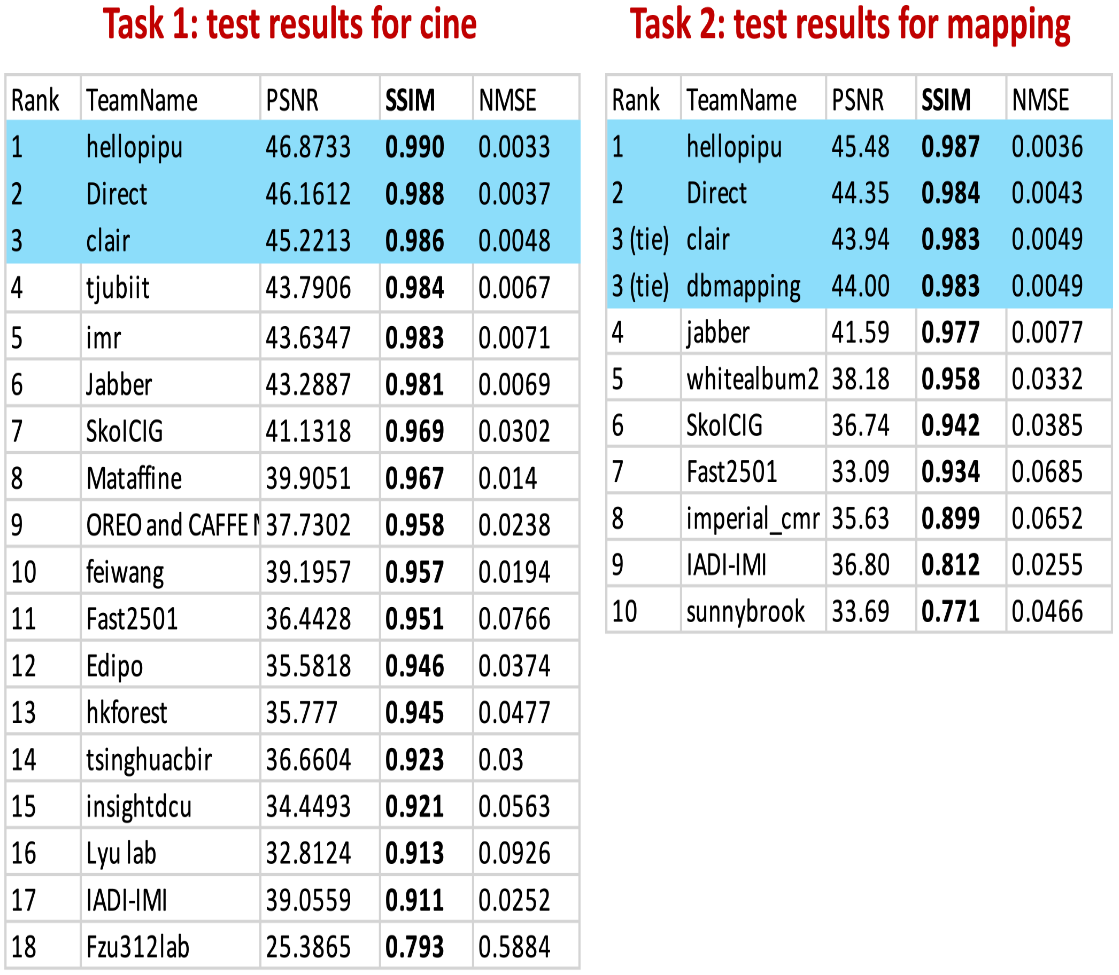 Task 1: test results for cine
Rank TeamName PSNR SSIM NMSE
1 hellopipu 46.8733 0.990 0.0033
2 Direct 46.1612 0.988 0.0037
3 clair 45.2213 0.986 0.0048
4 tjubiit 43.7906 0.984 0.0067
5 imr 43.6347 0.983 0.0071
6 Jabber 43.2887 0.981 0.0069
7 SkoICIG 41.1318 0.969 0.0302
8 Mataffine 39.9051 0.967 0.014
9 OREO and CAFFE 37.7302 0.958 0.0238
10 feiwang 39.1957 0.957 0.0194
11 Fast2501 36.4428 0.951 0.0766
12 Edipo 35.5818 0.946 0.0374
13 hkforest 35.777 0.945 0.0477
14 tsinghuacbir 36.6604 0.923 0.03
15 insightdcu 34.4493 0.921 0.0563
16 Lyu lab 32.8124 0.913 0.0926
17 IADI-IMI 39.0559 0.911 0.0252
18 Fzu312lab 25.3865 0.793 0.5884
Task 2: test results for mapping
Rank TeamName PSNR SSIM NMSE
1 hellopipu 45.48 0.987 0.0036
2 Direct 44.35 0.984 0.0043
3 (tie) clair 43.94 0.983 0.0049
3 (tie) dbmapping 44.00 0.983 0.0049
4 jabber 41.59 0.977 0.0077
5 whitealbum2 38.18 0.958 0.0332
6 SkoICIG 36.74 0.942 0.0385
7 Fast2501 33.09 0.934 0.0685
8 imperial_cmr 35.63 0.899 0.0652
9 IADI-IMI 36.80 0.812 0.0255
10 sunnybrook 33.69 0.771 0.0466